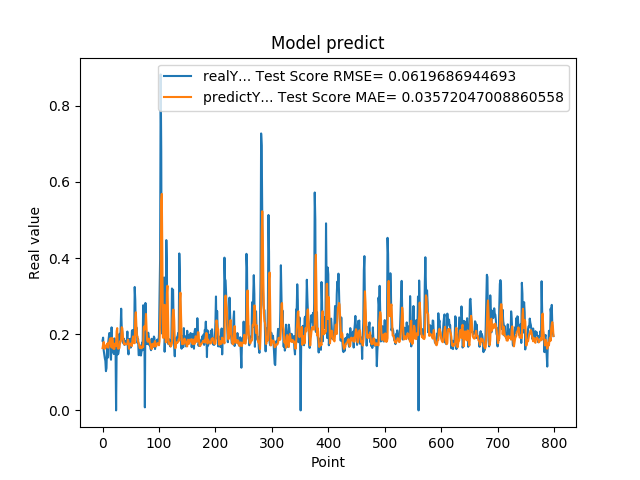 Model predict
realY... Test Score RMSE= 0.0619686944693
predictY... Test Score MAE= 0.03572047008860558
0.8
0.6
0.4
0.2
0.0
Real value
0 100 200 300 400 500 600 700 800
Point